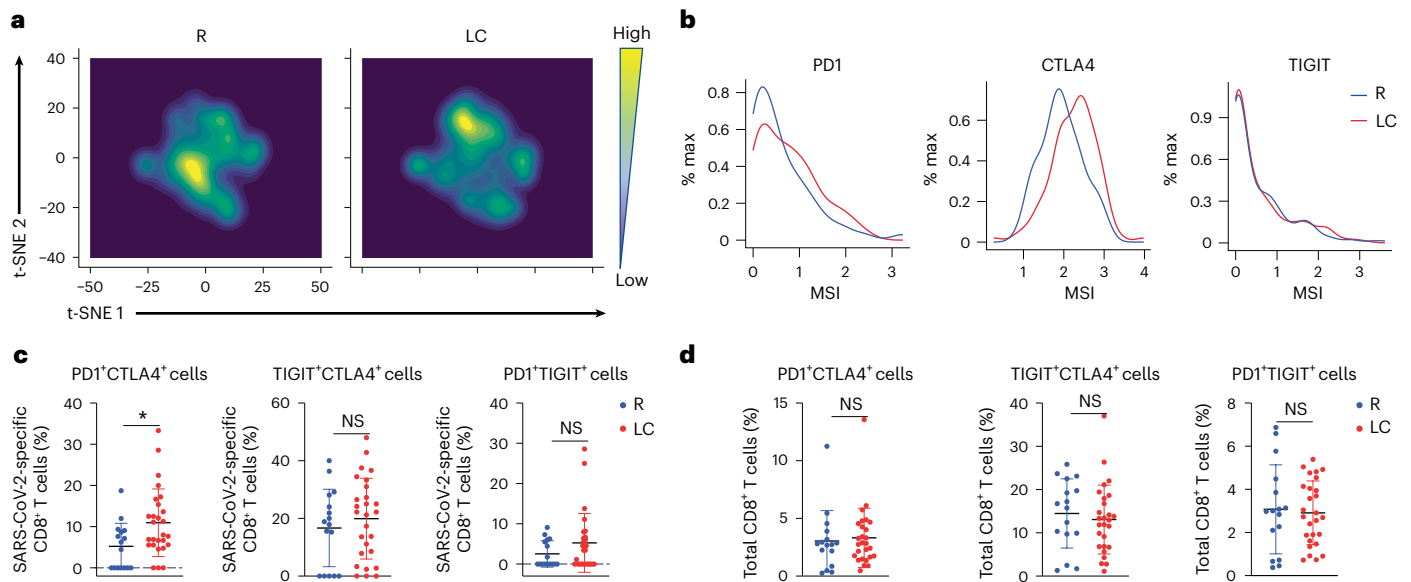 a
R
LC
High
Low
40
20
0
−20
−40
t-SNE 2
−50
−25
0
25
50
t-SNE 1
b
PD1
CTLA4
TIGIT
R
LC
% max
0.8
0.6
0.4
0.2
0
0
1
2
3
MSI
% max
0.6
0.4
0.2
0
1
2
3
4
MSI
% max
0.9
0.6
0.3
0
0
1
2
3
MSI
c
PD1⁺CTLA4⁺ cells
SARS-CoV-2-specific
CD8⁺ T cells (%)
40
30
20
10
0
*
TIGIT⁺CTLA4⁺ cells
SARS-CoV-2-specific
CD8⁺ T cells (%)
60
40
20
0
NS
PD1⁺TIGIT⁺ cells
SARS-CoV-2-specific
CD8⁺ T cells (%)
40
30
20
10
0
NS
R
LC
d
PD1⁺CTLA4⁺ cells
Total CD8⁺ T cells (%)
15
10
5
0
NS
TIGIT⁺CTLA4⁺ cells
Total CD8⁺ T cells (%)
40
30
20
10
0
NS
PD1⁺TIGIT⁺ cells
Total CD8⁺ T cells (%)
8
6
4
2
0
NS
R
LC